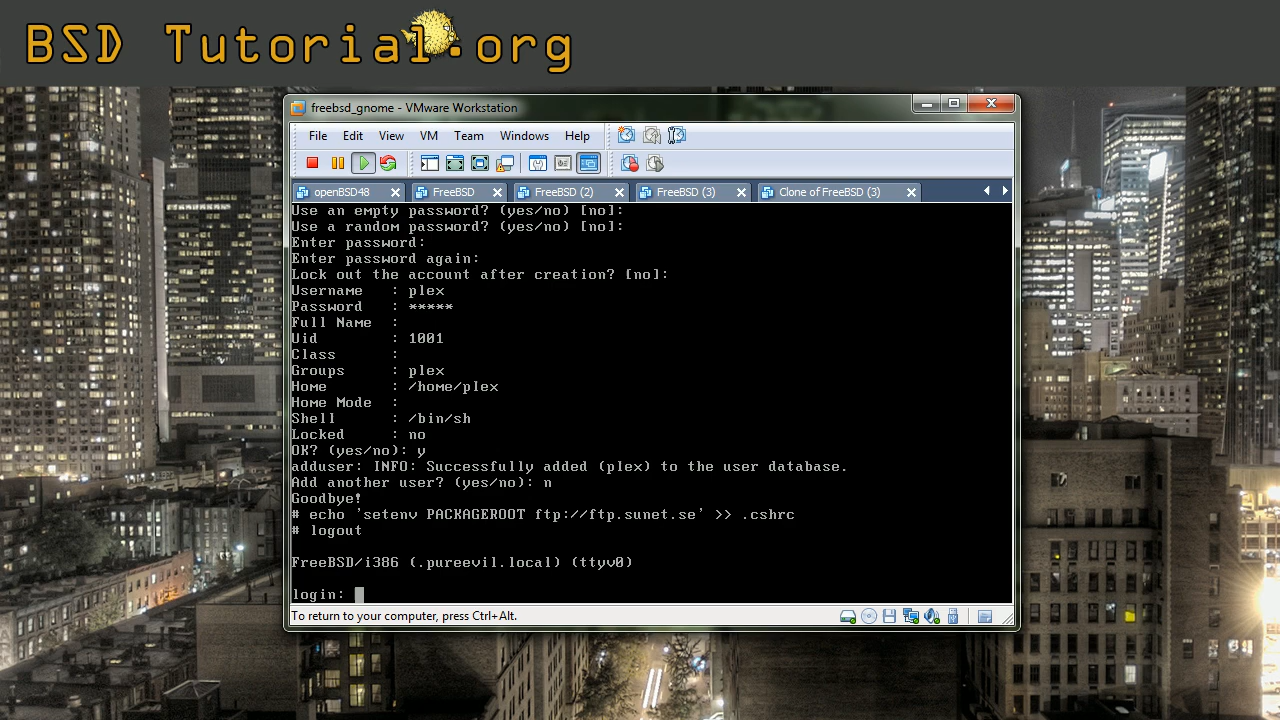 BSD Tutorial.org
freebsd_gnome - VMware Workstation
File Edit View VM Team Windows Help
openBSD48 FreeBSD FreeBSD (2) FreeBSD (3) Clone of FreeBSD (3)
Use an empty password? (yes/no) [no]:
Use a random password? (yes/no) [no]:
Enter password:
Enter password again:
Lock out the account after creation? [no]:
Username   : plex
Password   : *****
Full Name  :
Uid        : 1001
Class      :
Groups     : plex
Home       : /home/plex
Home Mode  :
Shell      : /bin/sh
Locked     : no
OK? (yes/no): y
adduser: INFO: Successfully added (plex) to the user database.
Add another user? (yes/no): n
Goodbye!
# echo 'setenv PACKAGEROOT ftp://ftp.sunet.se' >> .cshrc
# logout
FreeBSD/i386 (.pureevil.local) (ttyv0)
login:
To return to your computer, press Ctrl+Alt.